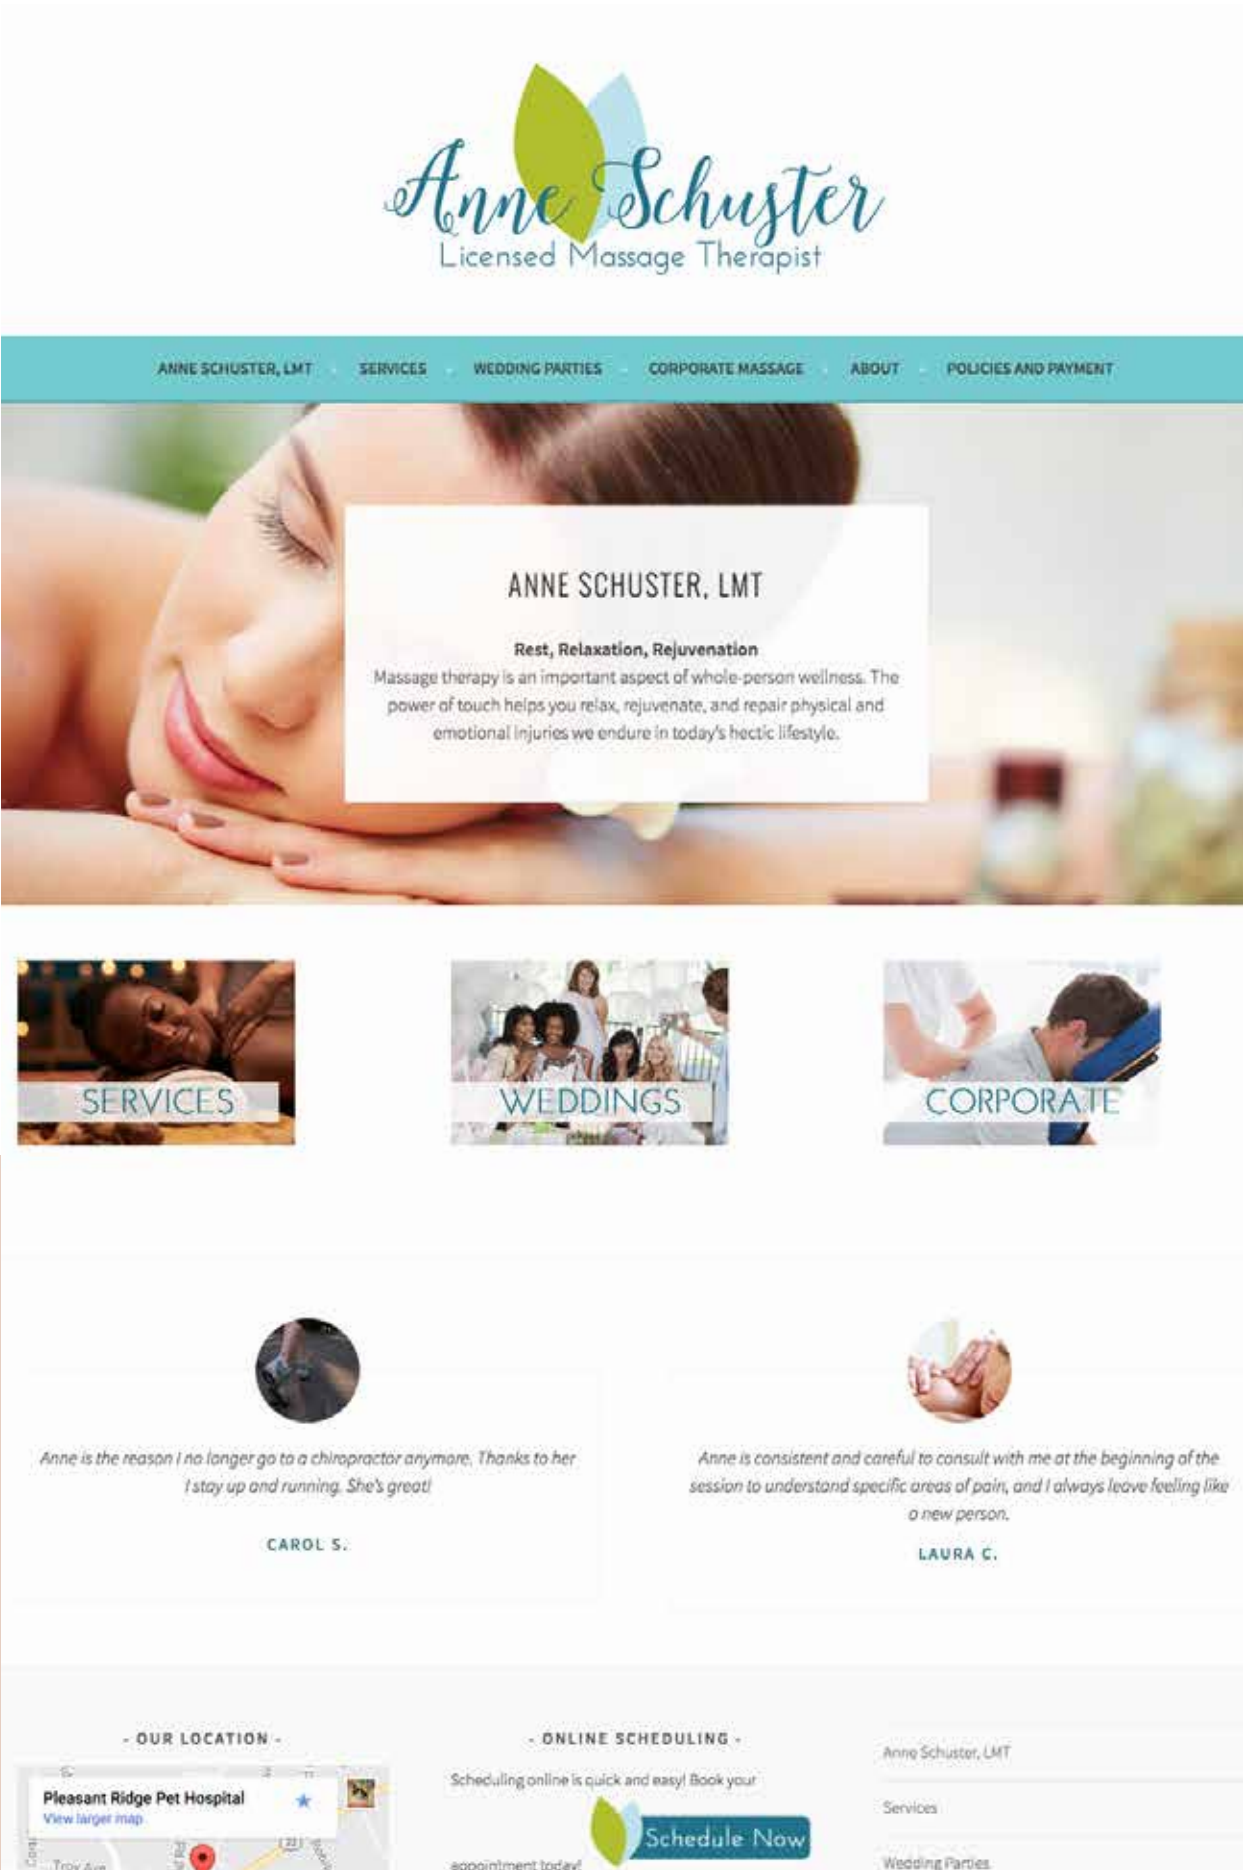 Anne Schuster
Licensed Massage Therapist
ANNE SCHUSTER, LMT SERVICES WEDDING PARTIES CORPORATE MASSAGE ABOUT POLICIES AND PAYMENT
ANNE SCHUSTER, LMT
Rest, Relaxation, Rejuvenation
Massage therapy is an important aspect of whole-person wellness. The
power of touch helps you relax, rejuvenate, and repair physical and
emotional injuries we endure in today's hectic lifestyle.
SERVICES
WEDDINGS
CORPORATE
Anne is the reason I no longer go to a chiropractor anymore. Thanks to her
I stay up and running. She's great!
CAROL S.
Anne is consistent and careful to consult with me at the beginning of the
session to understand specific areas of pain, and I always leave feeling like
a new person.
LAURA C.
- OUR LOCATION -
Pleasant Ridge Pet Hospital
View larger map
Troy Ave
Rd
- ONLINE SCHEDULING -
Scheduling online is quick and easy! Book your
Schedule Now
appointment today!
Anne Schuster, LMT
Services
Wedding Parties